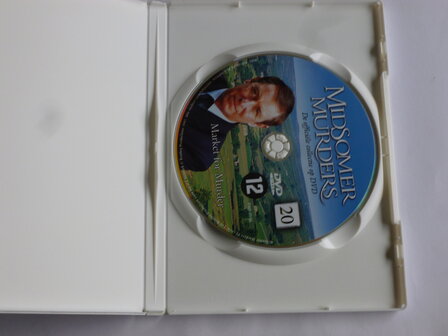 MIDSOMER
MURDERS
De officiële collectie op DVD
Market for Murder
DVD
12
20